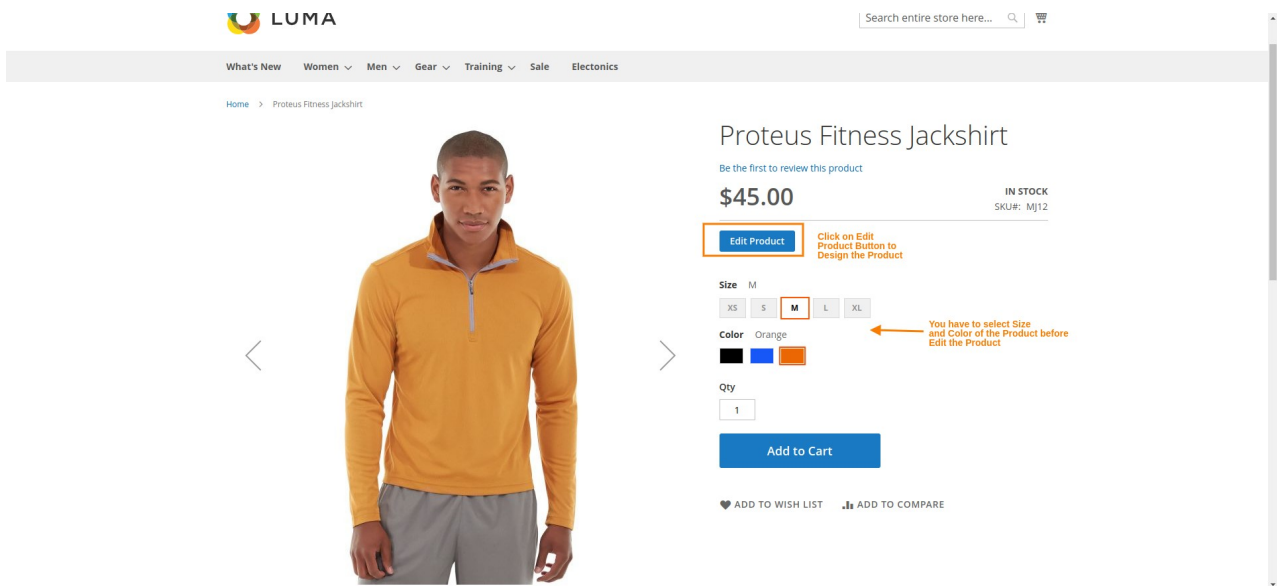 LUMA
Search entire store here...
What's New Women Men Gear Training Sale Electonics
Home > Proteus Fitness Jackshirt
Proteus Fitness Jackshirt
Be the first to review this product
$45.00
IN STOCK
SKU#: MJ12
Edit Product
Click on Edit
Product Button to
Design the Product
Size M
XS S M L XL
You have to select Size
and Color of the Product before
Edit the Product
Color Orange
Qty
1
Add to Cart
ADD TO WISH LIST ADD TO COMPARE